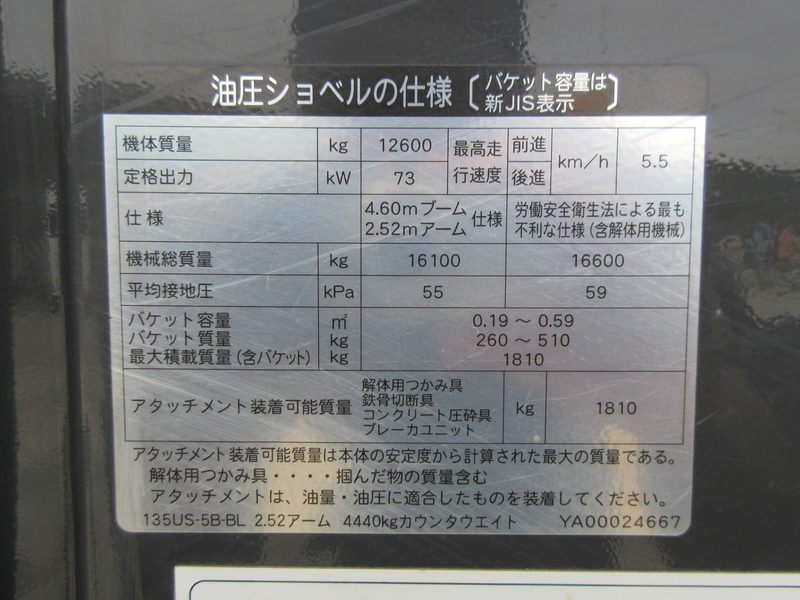 油圧ショベルの仕様〔バケット容量は新JIS表示〕
機体質量 kg 12600 最高走行速度 前進 後進 km/h 5.5
定格出力 kW 73
仕様 4.60mブーム 2.52mアーム 仕様 労働安全衛生法による最も不利な仕様(含解体用機械)
機械総質量 kg 16100 16600
平均接地圧 kPa 55 59
バケット容量 ㎥ 0.19 ～ 0.59
バケット質量 kg 260 ～ 510
最大積載質量(含バケット) kg 1810
アタッチメント装着可能質量 解体用つかみ具 鉄骨切断具 コンクリート圧砕具 ブレーカユニット kg 1810
アタッチメント装着可能質量は本体の安定度から計算された最大の質量である。
解体用つかみ具・・・・掴んだ物の質量含む
アタッチメントは、油量・油圧に適合したものを装着してください。
135US-5B-BL 2.52アーム 4440kgカウンタウエイト YA00024667